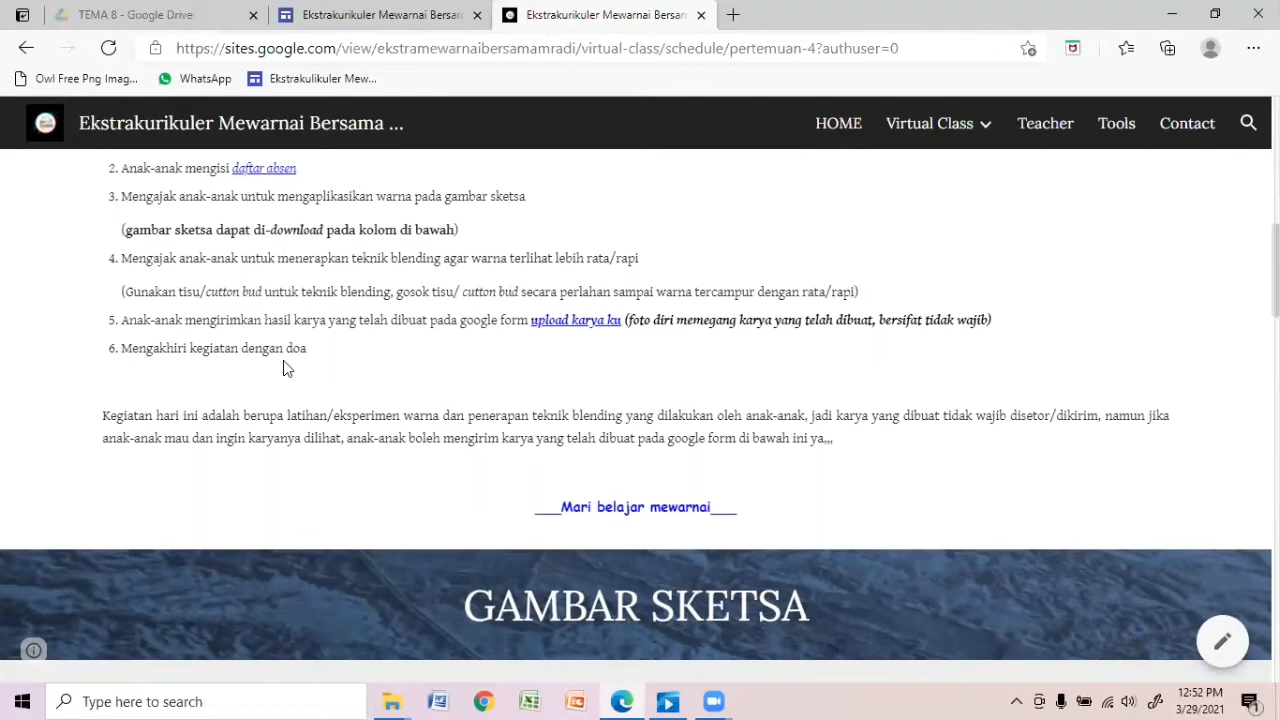 TEMA 8 - Google Drive
Ekstrakurikuler Mewarnai Bersam
Ekstrakurikuler Mewarnai Bersam
https://sites.google.com/view/ekstramewarnaibersamamradi/virtual-class/schedule/pertemuan-4?authuser=0
Owl Free Png Imag...
WhatsApp
Ekstrakulikuler Mew...
Ekstrakurikuler Mewarnai Bersama ...
HOME
Virtual Class
Teacher
Tools
Contact
2. Anak-anak mengisi daftar absen
3. Mengajak anak-anak untuk mengaplikasikan warna pada gambar sketsa
(gambar sketsa dapat di-download pada kolom di bawah)
4. Mengajak anak-anak untuk menerapkan teknik blending agar warna terlihat lebih rata/rapi
(Gunakan tisu/cutton bud untuk teknik blending, gosok tisu/ cutton bud secara perlahan sampai warna tercampur dengan rata/rapi)
5. Anak-anak mengirimkan hasil karya yang telah dibuat pada google form upload karya ku (foto diri memegang karya yang telah dibuat, bersifat tidak wajib)
6. Mengakhiri kegiatan dengan doa
Kegiatan hari ini adalah berupa latihan/eksperimen warna dan penerapan teknik blending yang dilakukan oleh anak-anak, jadi karya yang dibuat tidak wajib disetor/dikirim, namun jika
anak-anak mau dan ingin karyanya dilihat, anak-anak boleh mengirim karya yang telah dibuat pada google form di bawah ini ya,,,
___Mari belajar mewarnai___
GAMBAR SKETSA
Type here to search
12:52 PM
3/29/2021